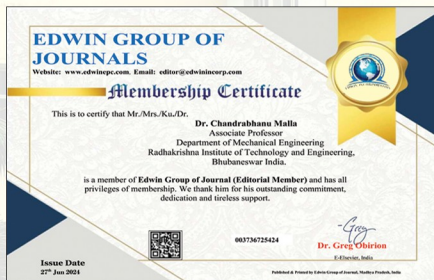 EDWIN GROUP OF
JOURNALS
Website: www.edwinepc.com, Email: editor@edwinincorp.com
Membership Certificate
This is to certify that Mr./Mrs./Ku./Dr.
Dr. Chandrabhanu Malla
Associate Professor
Department of Mechanical Engineering
Radhakrishna Institute of Technology and Engineering,
Bhubaneswar India.
is a member of Edwin Group of Journal (Editorial Member) and has all
privileges of membership. We thank him for his outstanding commitment,
dedication and tireless support.
003736725424
Dr. Greg Obirion
E-Elsevier, India
Issue Date
27th Jun 2024
Published & Printed by Edwin Group of Journal, Madhya Pradesh, India